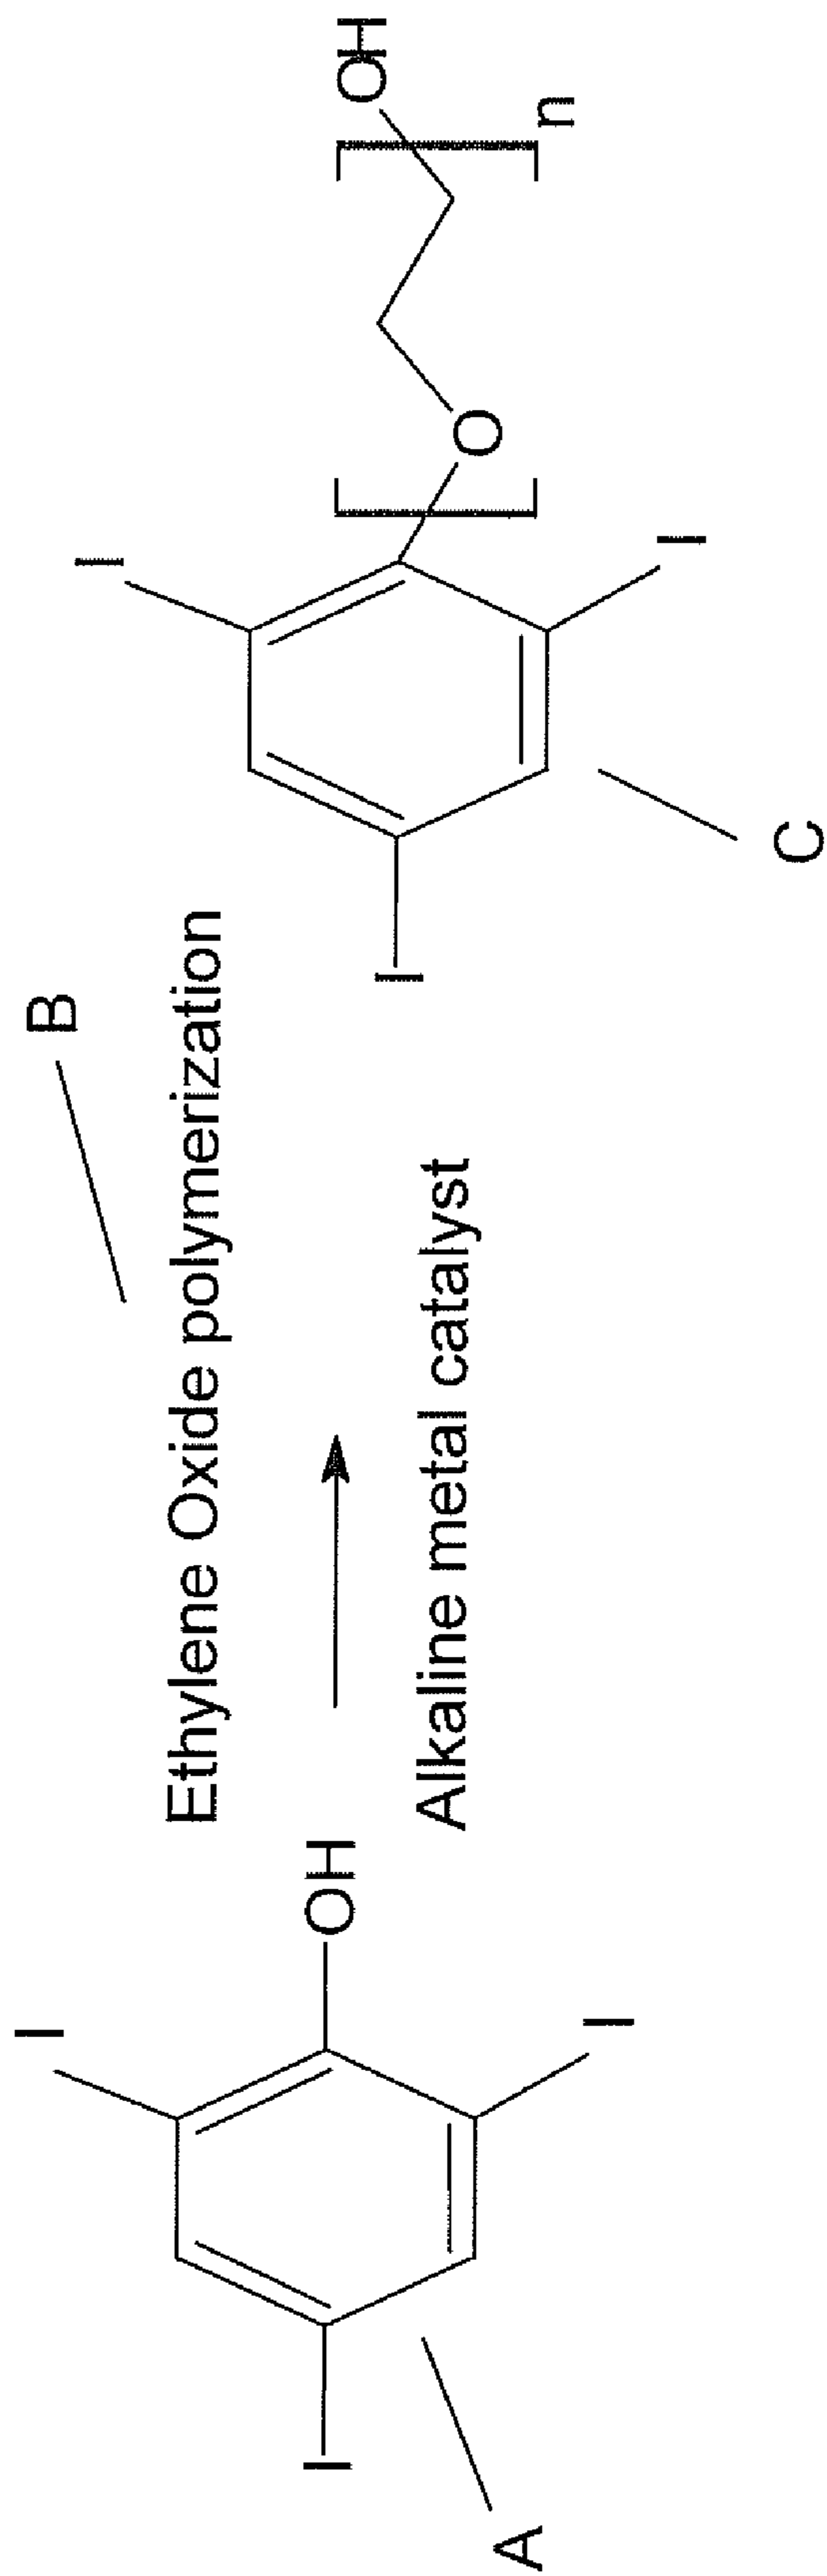 B
Ethylene Oxide polymerization
Alkaline metal catalyst
I
I
OH
I
A
I
I
I
O
OH
n
C